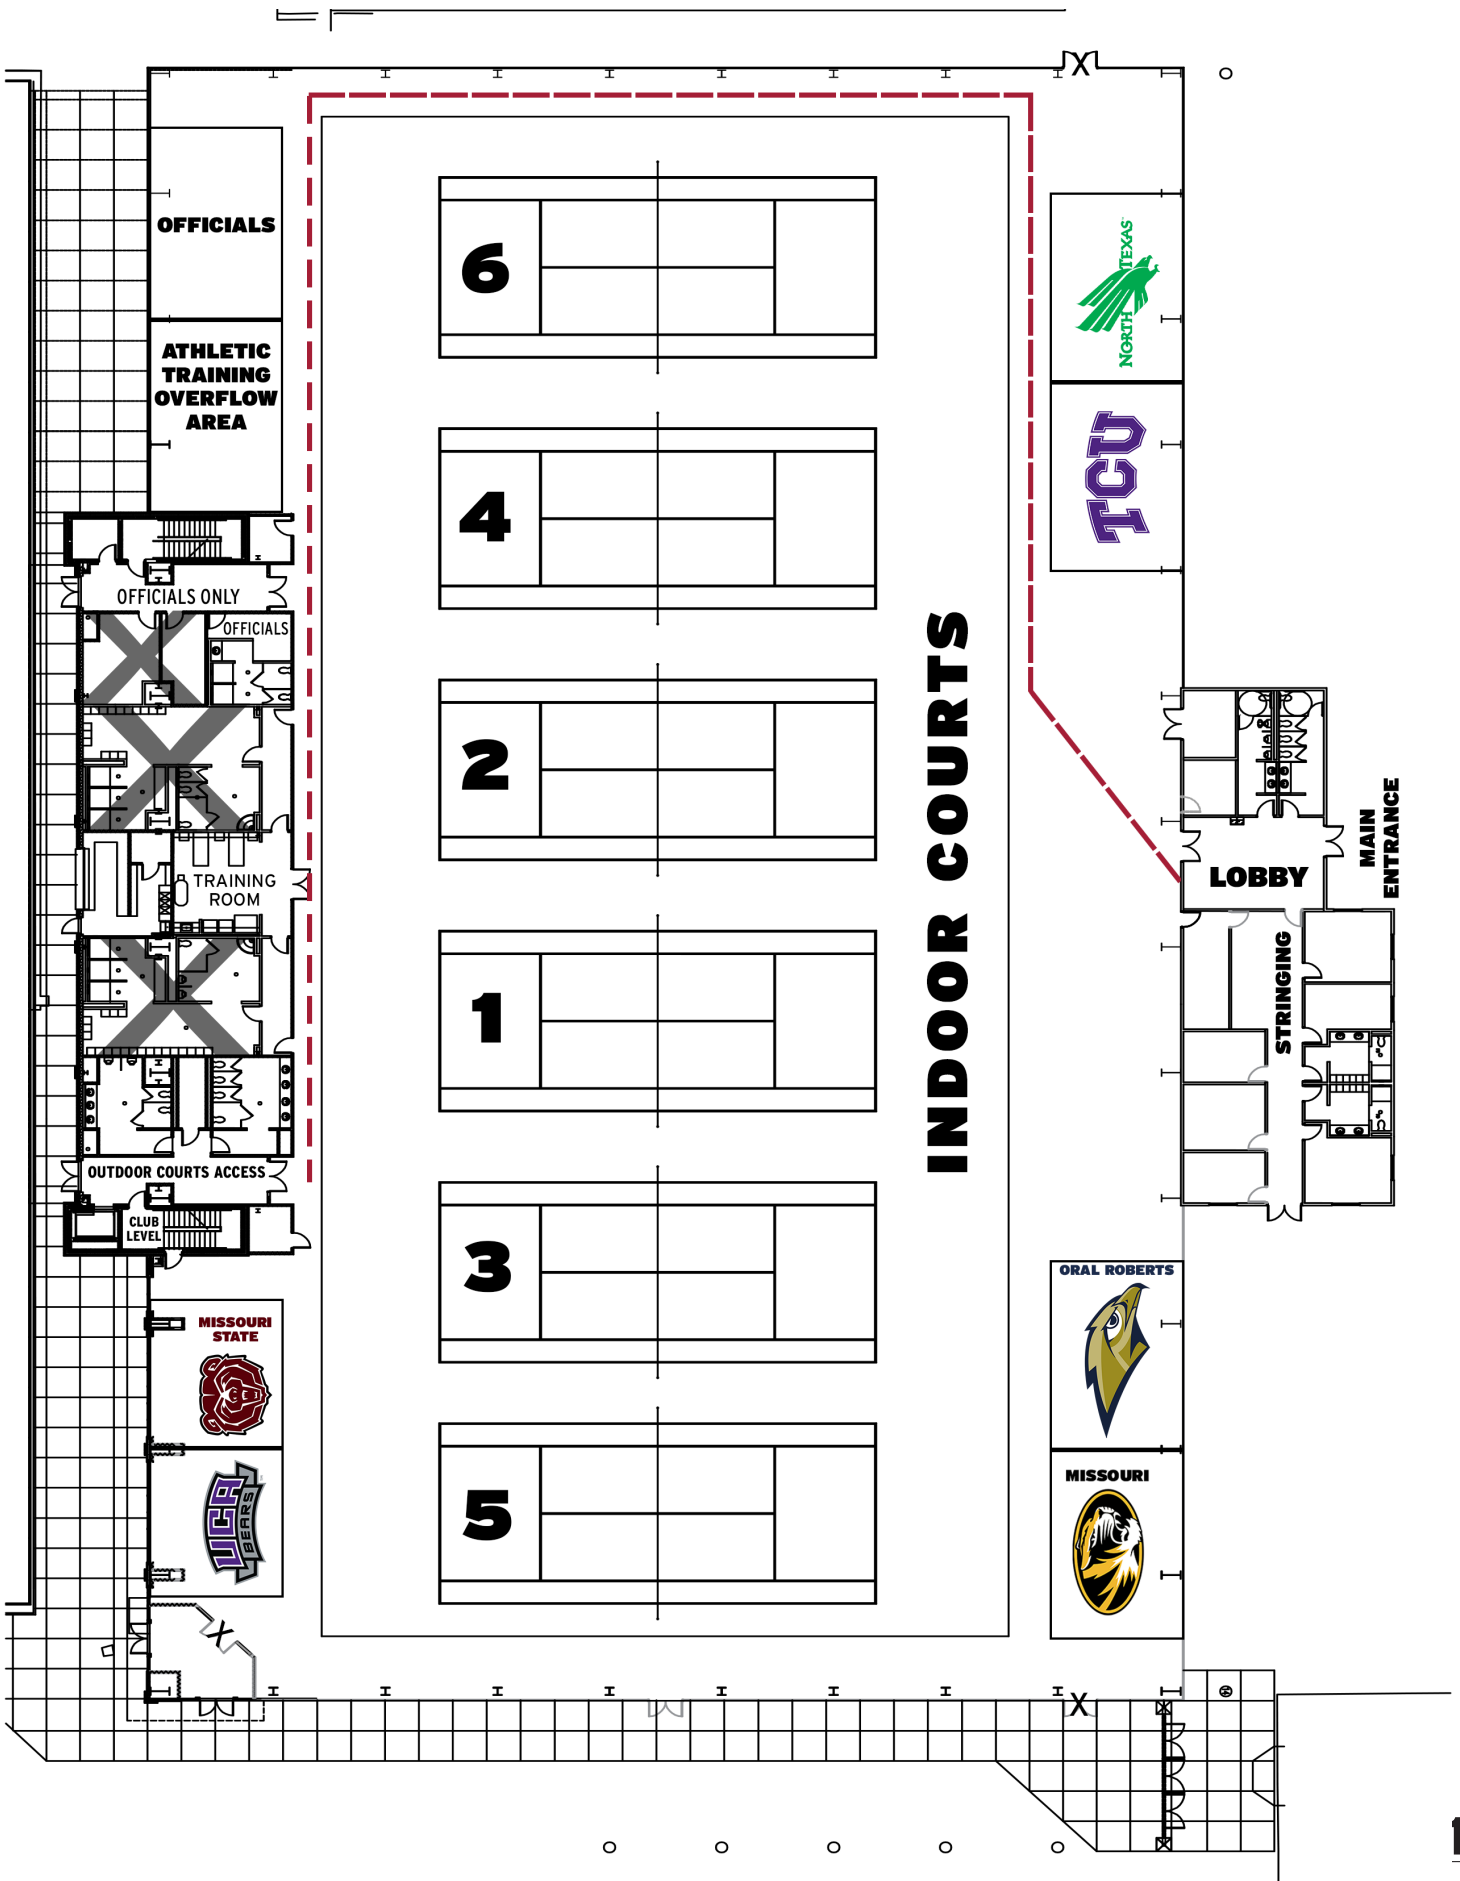 X
OFFICIALS
6
NORTH TEXAS
ATHLETIC
TRAINING
OVERFLOW
AREA
TCU
4
OFFICIALS ONLY
OFFICIALS
2
INDOOR COURTS
MAIN
ENTRANCE
LOBBY
TRAINING
ROOM
STRINGING
1
OUTDOOR COURTS ACCESS
CLUB
LEVEL
3
ORAL ROBERTS
MISSOURI
STATE
UCA
BEARS
5
MISSOURI
X
X